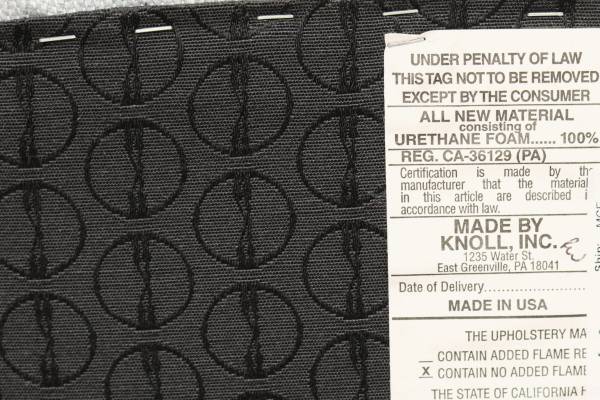 UNDER PENALTY OF LAW
THIS TAG NOT TO BE REMOVED
EXCEPT BY THE CONSUMER
ALL NEW MATERIAL
consisting of
URETHANE FOAM...... 100%
REG. CA-36129 (PA)
Certification is made by the
manufacturer that the material
in this article are described i
accordance with law.
MADE BY
KNOLL, INC.
1235 Water St.
East Greenville, PA 18041
Date of Delivery......................
MADE IN USA
THE UPHOLSTERY MA
__ CONTAIN ADDED FLAME RE
X CONTAIN NO ADDED FLAME
THE STATE OF CALIFORNIA H